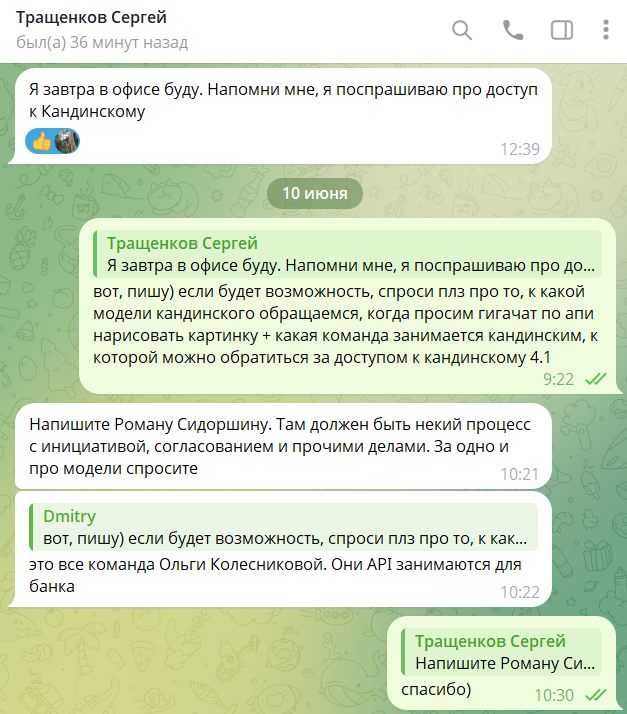 Тращенков Сергей
был(а) 36 минут назад
Я завтра в офисе буду. Напомни мне, я поспрашиваю про доступ
к Кандинскому
12:39
10 июня
Тращенков Сергей
Я завтра в офисе буду. Напомни мне, я поспрашиваю про до...
вот, пишу) если будет возможность, спроси плз про то, к какой
модели кандинского обращаемся, когда просим гигачат по апи
нарисовать картинку + какая команда занимается кандинским, к
которой можно обратиться за доступом к кандинскому 4.1
9:22
Напишите Роману Сидоршину. Там должен быть некий процесс
с инициативой, согласованием и прочими делами. За одно и
про модели спросите
10:21
Dmitry
вот, пишу) если будет возможность, спроси плз про то, к как...
это все команда Ольги Колесниковой. Они API занимаются для
банка
10:22
Тращенков Сергей
Напишите Роману Си...
спасибо)
10:30